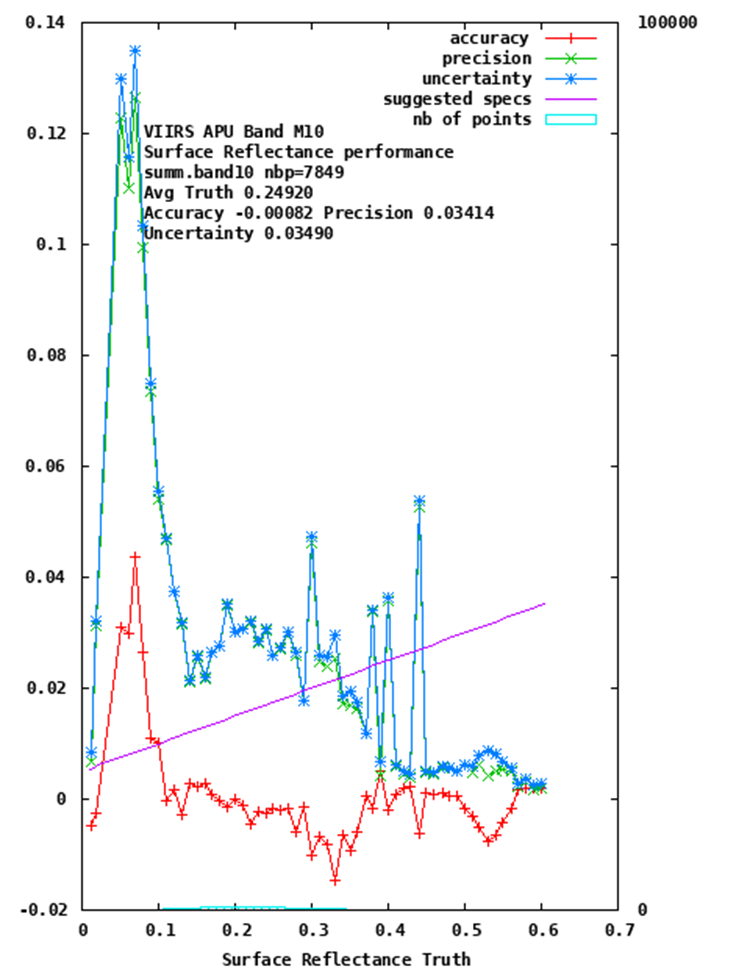 0.14
0.12
0.1
0.08
0.06
0.04
0.02
0
-0.02
100000
0
accuracy
precision
uncertainty
suggested specs
nb of points
VIIRS APU Band M10
Surface Reflectance performance
summ.band10 nbp=7849
Avg Truth 0.24920
Accuracy -0.00082 Precision 0.03414
Uncertainty 0.03490
0 0.1 0.2 0.3 0.4 0.5 0.6 0.7
Surface Reflectance Truth